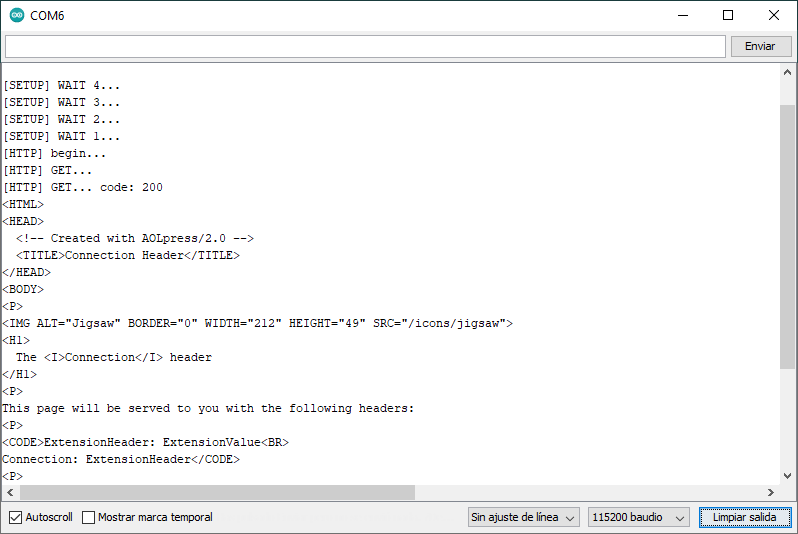 COM6
Enviar
[SETUP] WAIT 4...
[SETUP] WAIT 3...
[SETUP] WAIT 2...
[SETUP] WAIT 1...
[HTTP] begin...
[HTTP] GET...
[HTTP] GET... code: 200
<HTML>
<HEAD>
  <!-- Created with AOLpress/2.0 -->
  <TITLE>Connection Header</TITLE>
</HEAD>
<BODY>
<P>
<IMG ALT="Jigsaw" BORDER="0" WIDTH="212" HEIGHT="49" SRC="/icons/jigsaw">
<H1>
  The <I>Connection</I> header
</H1>
<P>
This page will be served to you with the following headers:
<P>
<CODE>ExtensionHeader: ExtensionValue<BR>
Connection: ExtensionHeader</CODE>
<P>
Autoscroll Mostrar marca temporal Sin ajuste de línea 115200 baudio Limpiar salida